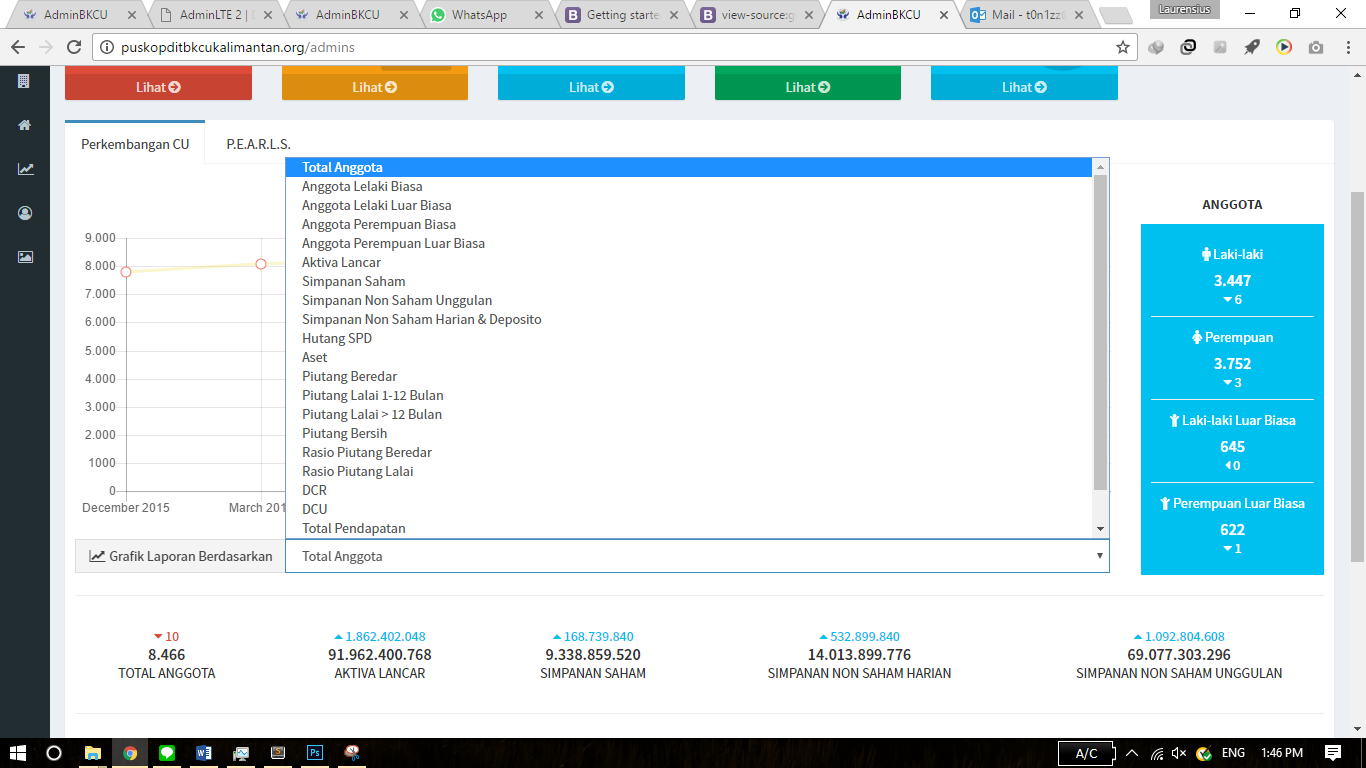 AdminBKCU
AdminLTE 2 | D
AdminBKCU
WhatsApp
Getting starte
view-source:g
AdminBKCU
Mail - t0n1zz@
Laurensius
puskopditbkcukalimantan.org/admins
Lihat
Lihat
Lihat
Lihat
Lihat
Perkembangan CU
P.E.A.R.L.S.
Total Anggota
Anggota Lelaki Biasa
Anggota Lelaki Luar Biasa
Anggota Perempuan Biasa
Anggota Perempuan Luar Biasa
Aktiva Lancar
Simpanan Saham
Simpanan Non Saham Unggulan
Simpanan Non Saham Harian & Deposito
Hutang SPD
Aset
Piutang Beredar
Piutang Lalai 1-12 Bulan
Piutang Lalai > 12 Bulan
Piutang Bersih
Rasio Piutang Beredar
Rasio Piutang Lalai
DCR
DCU
Total Pendapatan
9.000
8.000
7.000
6.000
5.000
4.000
3.000
2.000
1000
0
December 2015
March 201
Grafik Laporan Berdasarkan
Total Anggota
ANGGOTA
Laki-laki
3.447
6
Perempuan
3.752
3
Laki-laki Luar Biasa
645
0
Perempuan Luar Biasa
622
1
10
8.466
TOTAL ANGGOTA
1.862.402.048
91.962.400.768
AKTIVA LANCAR
168.739.840
9.338.859.520
SIMPANAN SAHAM
532.899.840
14.013.899.776
SIMPANAN NON SAHAM HARIAN
1.092.804.608
69.077.303.296
SIMPANAN NON SAHAM UNGGULAN
A/C
ENG
1:46 PM